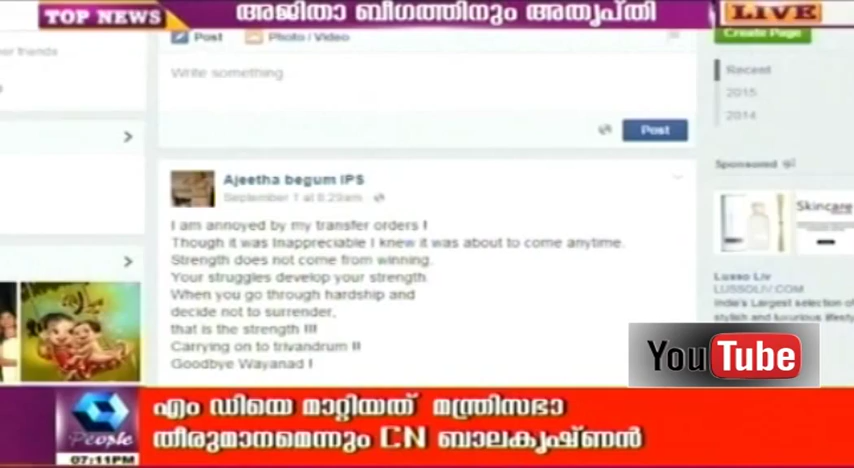 TOP NEWS
അജിതാ ബീഗത്തിനും അതൃപ്തി
LIVE
Post
Photo / Video
Create Page
Write something
Recent
2015
2014
Post
Sponsored
Ajeetha begum IPS
September 1 at 6:29am
I am annoyed by my transfer orders !
Though it was Inappreciable I knew it was about to come anytime.
Strength does not come from winning.
Your struggles develop your strength
When you go through hardship and
decide not to surrender,
that is the strength !!!
Carrying on to trivandrum !!
Goodbye Wayanad !
Skincare
Lusso Liv
LUSSOLIV.COM
India's Largest selection of
stylish and luxurious lifesty
YouTube
എം ഡിയെ മാറ്റിയത് മന്ത്രിസഭാ
തീരുമാനമെന്നും CN ബാലകൃഷ്ണൻ
People
07:11PM